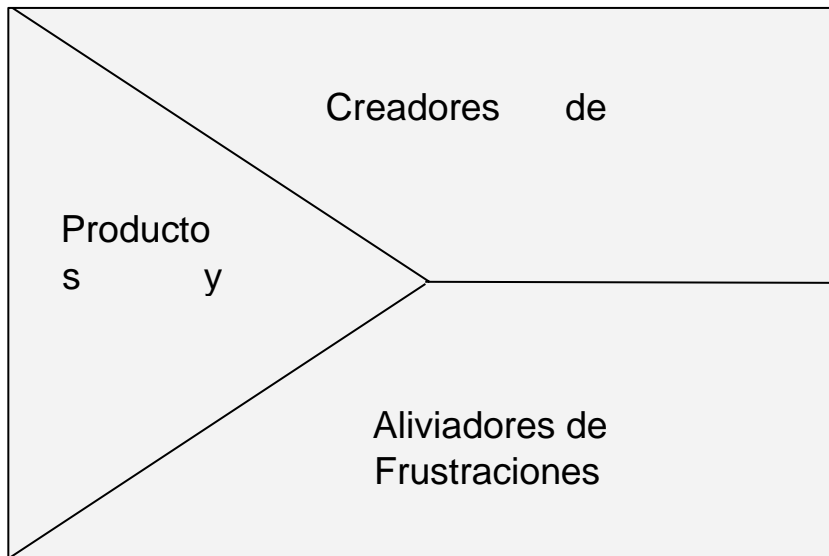 Creadores de
Producto
s y
Aliviadores de
Frustraciones